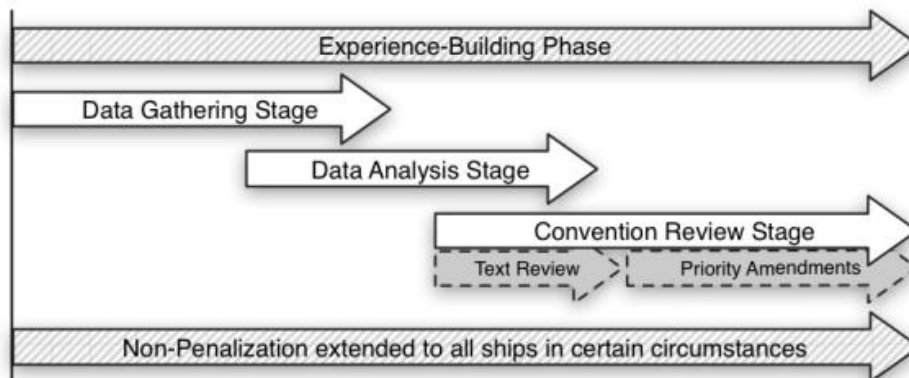 Experience-Building Phase
Data Gathering Stage
Data Analysis Stage
Convention Review Stage
Text Review
Priority Amendments
Non-Penalization extended to all ships in certain circumstances